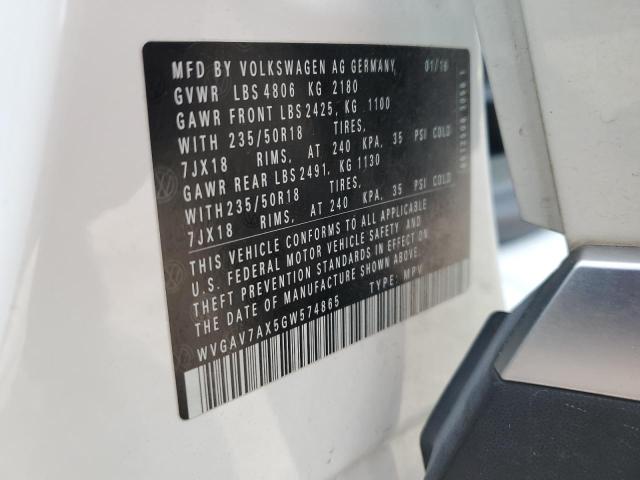 MFD BY VOLKSWAGEN AG GERMANY, 01/16
GVWR LBS 4806 KG 2180
GAWR FRONT LBS 2425, KG 1100
WITH 235/50R18 TIRES,
7JX18 RIMS, AT 240 KPA, 35 PSI COLD
GAWR REAR LBS 2491, KG 1130
WITH 235/50R18 TIRES,
7JX18 RIMS, AT 240 KPA, 35 PSI COLD
THIS VEHICLE CONFORMS TO ALL APPLICABLE
U.S. FEDERAL MOTOR VEHICLE SAFETY AND
THEFT PREVENTION STANDARDS IN EFFECT ON
THE DATE OF MANUFACTURE SHOWN ABOVE.
WVGAV7AX5GW574865 TYPE: MPV